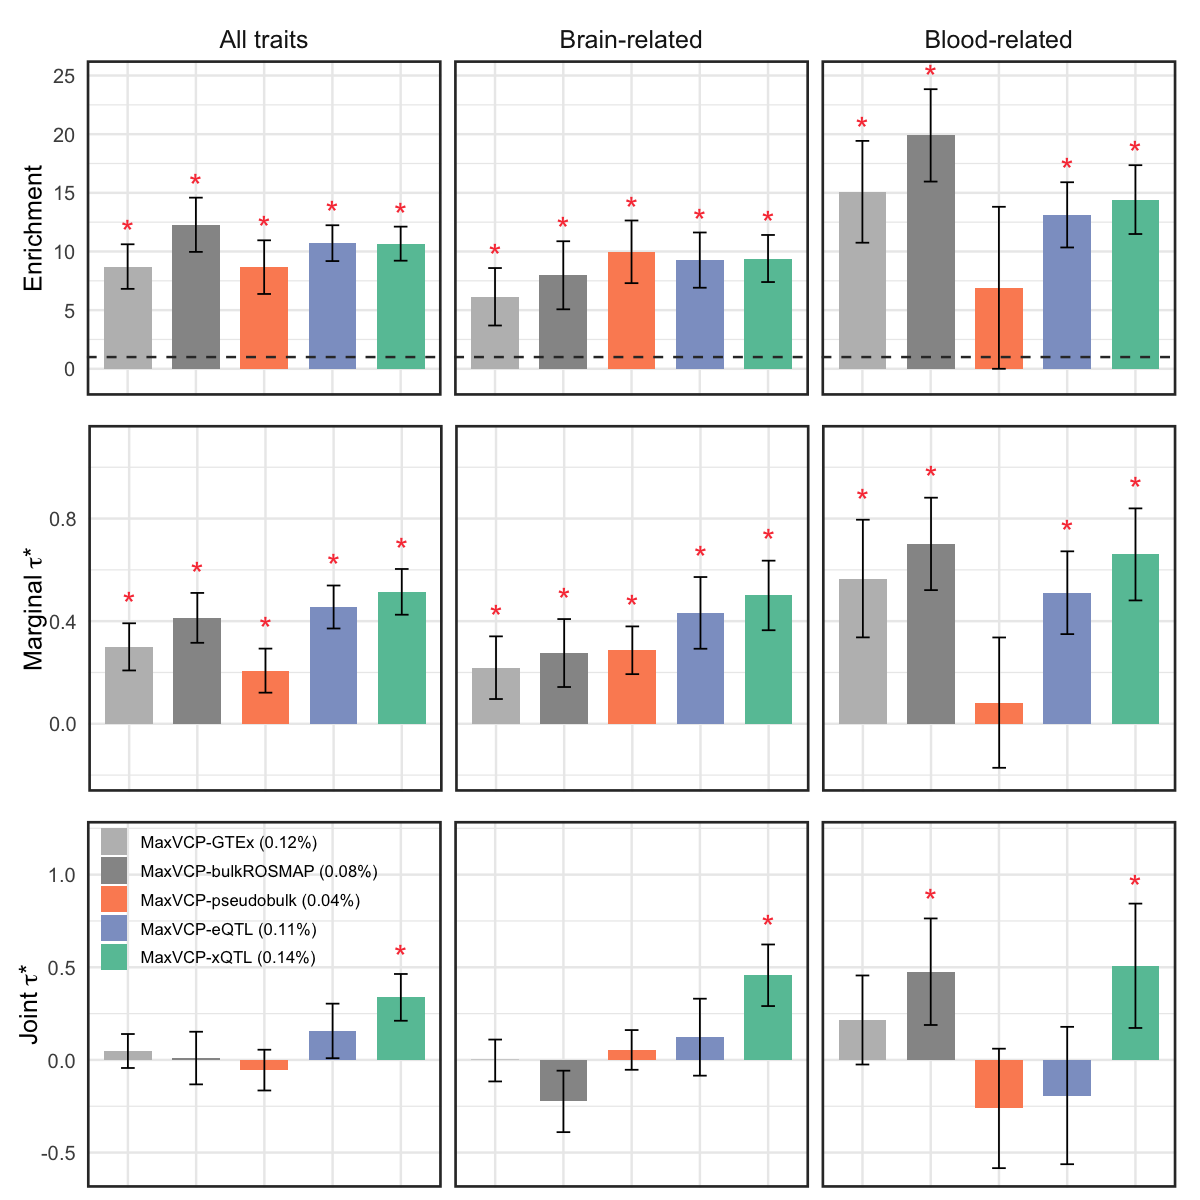 All traits
Brain-related
Blood-related
Enrichment
25
20
15
10
5
0
* * * * *
* * * * *
* * * *
Marginal τ*
0.8
0.4
0.0
* * * * *
* * * * *
* * * *
Joint τ*
1.0
0.5
0.0
-0.5
MaxVCP-GTEx (0.12%)
MaxVCP-bulkROSMAP (0.08%)
MaxVCP-pseudobulk (0.04%)
MaxVCP-eQTL (0.11%)
MaxVCP-xQTL (0.14%)
*
*
* *